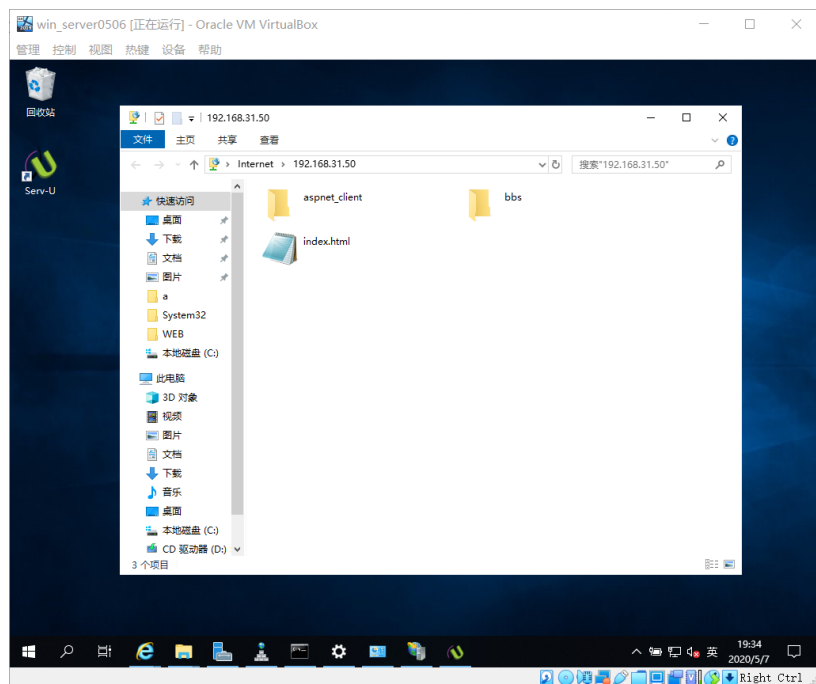 win_server0506 [正在运行] - Oracle VM VirtualBox
管理 控制 视图 热键 设备 帮助
回收站
Serv-U
192.168.31.50
文件 主页 共享 查看
Internet > 192.168.31.50
搜索"192.168.31.50"
快速访问
桌面
下载
文档
图片
a
System32
WEB
本地磁盘 (C:)
此电脑
3D 对象
视频
图片
文档
下载
音乐
桌面
本地磁盘 (C:)
CD 驱动器 (D:)
aspnet_client
bbs
index.html
3 个项目
英
19:34
2020/5/7
Right Ctrl